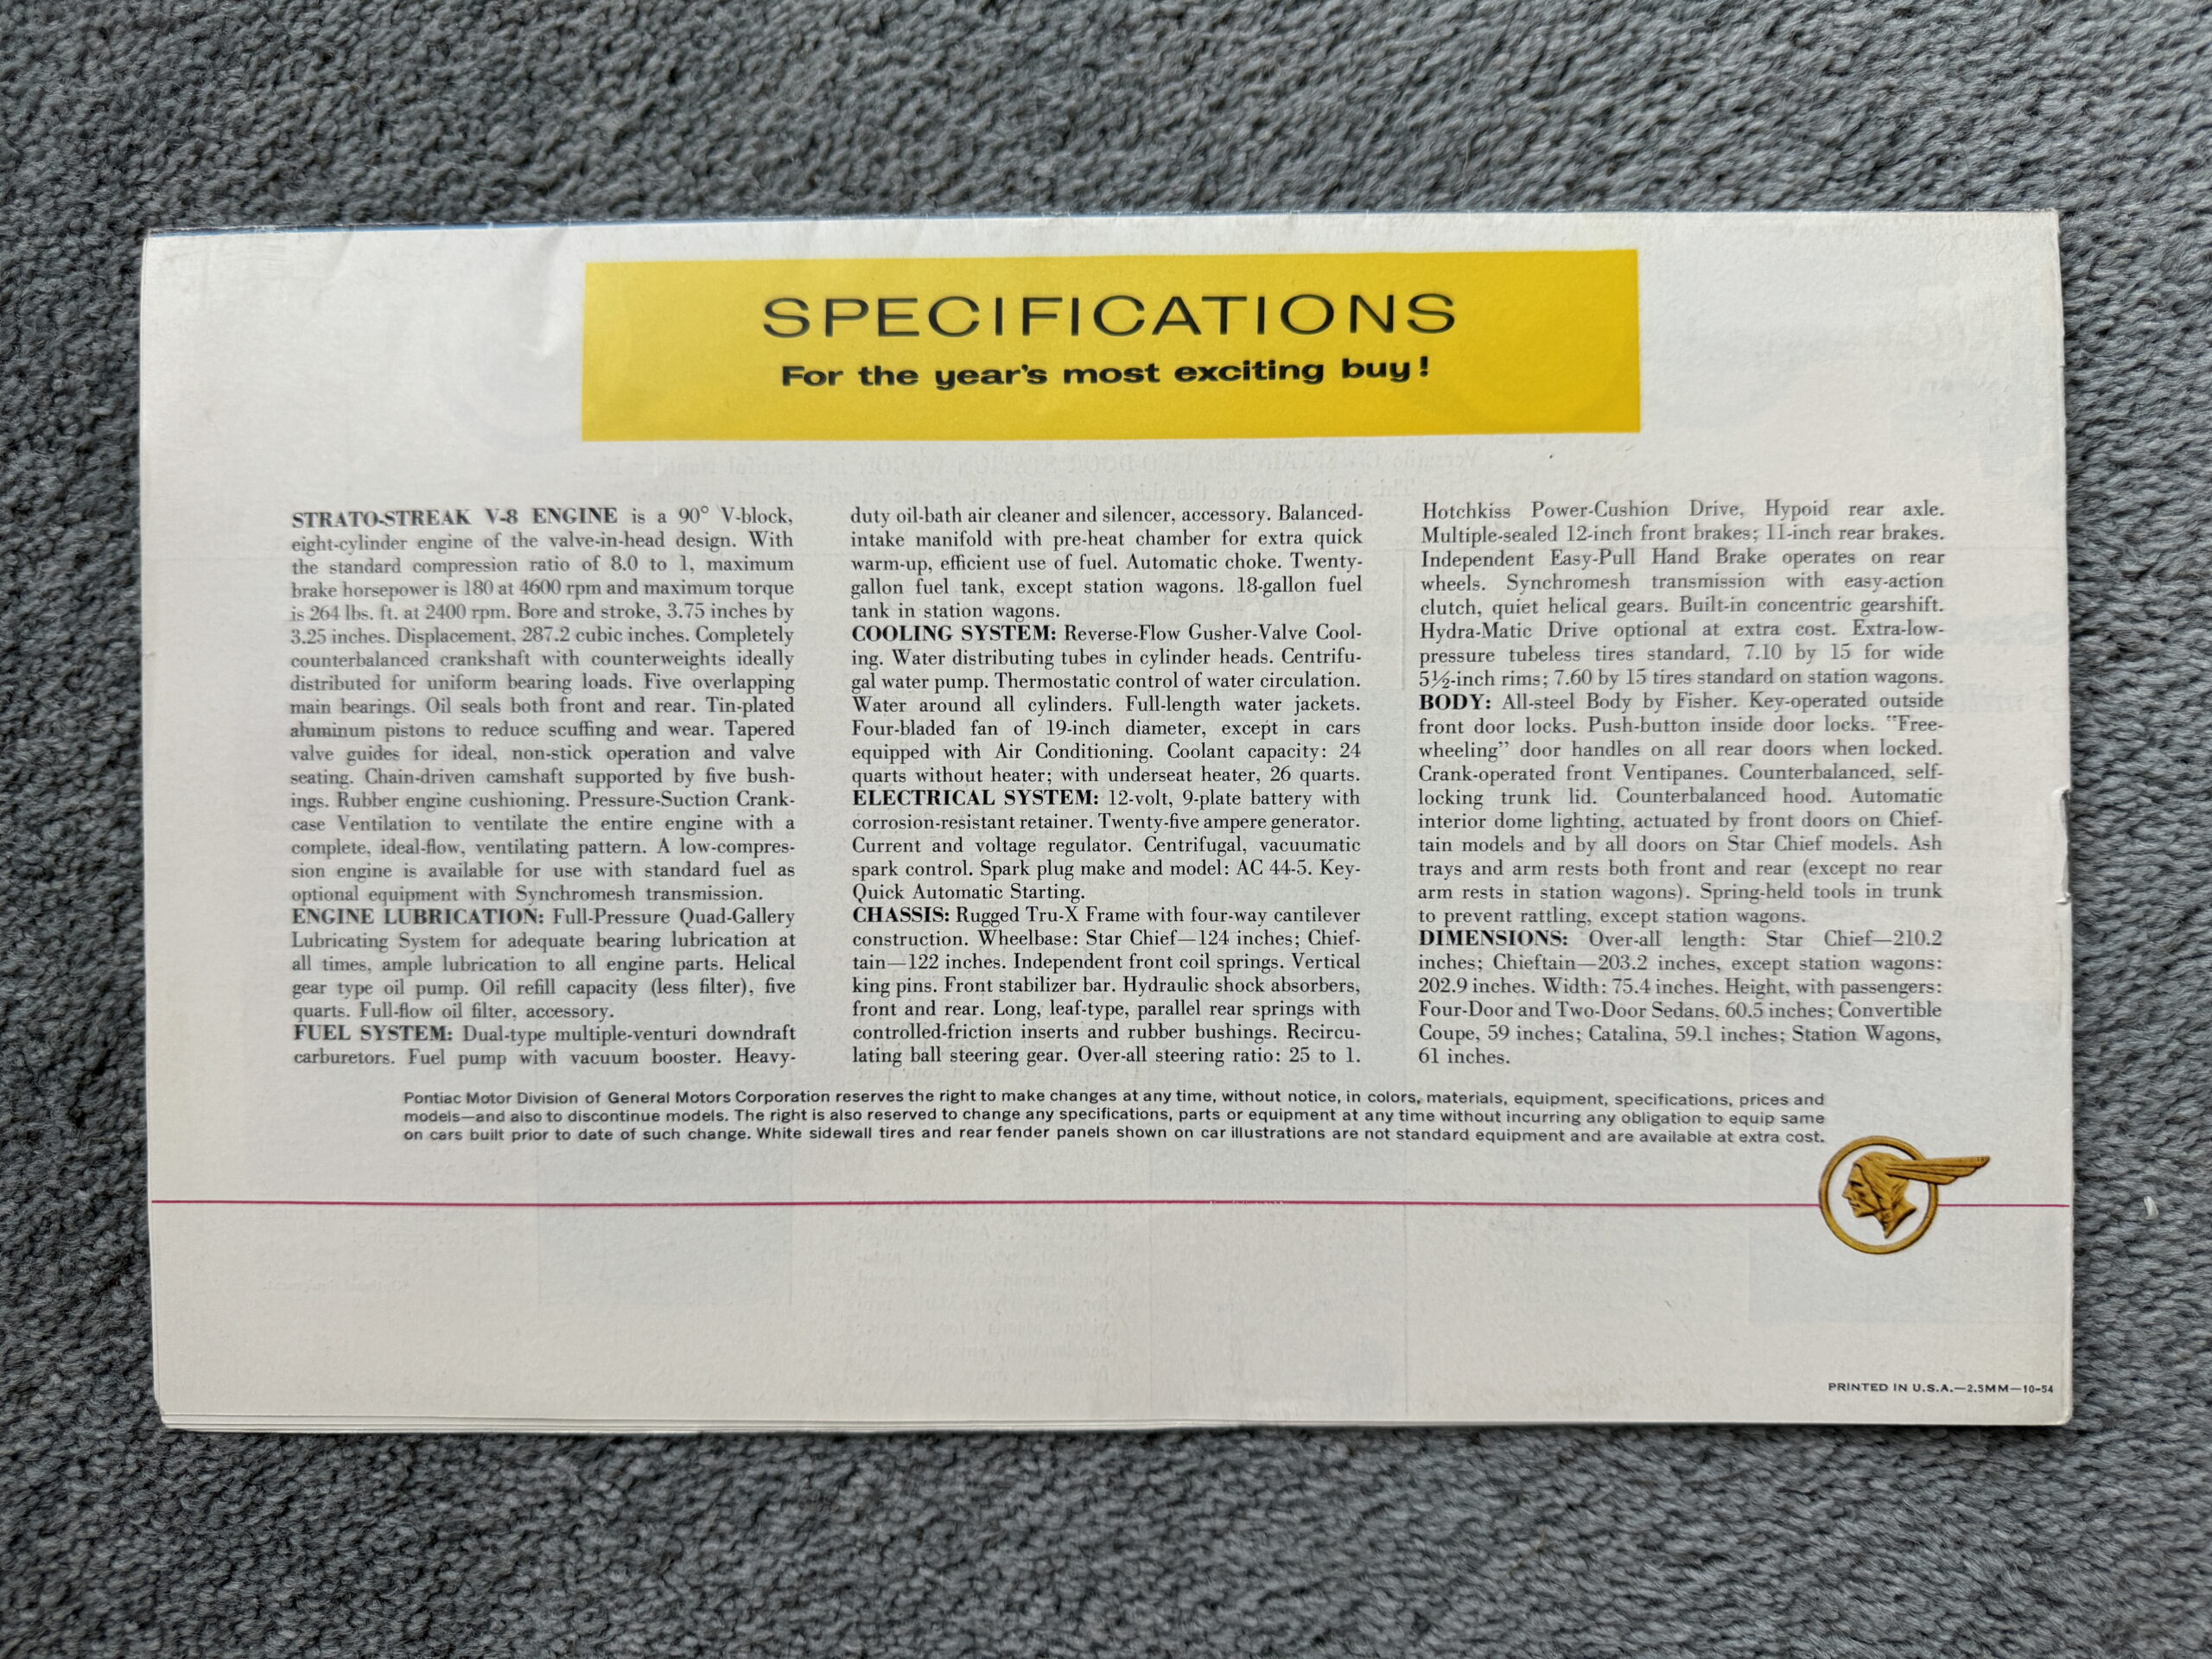 SPECIFICATIONS
For the year's most exciting buy!
STRATO-STREAK V-8 ENGINE is a 90° V-block,
eight-cylinder engine of the valve-in-head design. With
the standard compression ratio of 8.0 to 1, maximum
brake horsepower is 180 at 4600 rpm and maximum torque
is 264 lbs. ft. at 2400 rpm. Bore and stroke, 3.75 inches by
3.25 inches. Displacement, 287.2 cubic inches. Completely
counterbalanced crankshaft with counterweights ideally
distributed for uniform bearing loads. Five overlapping
main bearings. Oil seals both front and rear. Tin-plated
aluminum pistons to reduce scuffing and wear. Tapered
valve guides for ideal, non-stick operation and valve
seating. Chain-driven camshaft supported by five bush-
ings. Rubber engine cushioning. Pressure-Suction Crank-
case Ventilation to ventilate the entire engine with a
complete, ideal-flow, ventilating pattern. A low-compres-
sion engine is available for use with standard fuel as
optional equipment with Synchromesh transmission.
ENGINE LUBRICATION: Full-Pressure Quad-Gallery
Lubricating System for adequate bearing lubrication at
all times, ample lubrication to all engine parts. Helical
gear type oil pump. Oil refill capacity (less filter), five
quarts. Full-flow oil filter, accessory.
FUEL SYSTEM: Dual-type multiple-venturi downdraft
carburetors. Fuel pump with vacuum booster. Heavy-
duty oil-bath air cleaner and silencer, accessory. Balanced-
intake manifold with pre-heat chamber for extra quick
warm-up, efficient use of fuel. Automatic choke. Twenty-
gallon fuel tank, except station wagons. 18-gallon fuel
tank in station wagons.
COOLING SYSTEM: Reverse-Flow Gusher-Valve Cool-
ing. Water distributing tubes in cylinder heads. Centrifu-
gal water pump. Thermostatic control of water circulation.
Water around all cylinders. Full-length water jackets.
Four-bladed fan of 19-inch diameter, except in cars
equipped with Air Conditioning. Coolant capacity: 24
quarts without heater; with underseat heater, 26 quarts.
ELECTRICAL SYSTEM: 12-volt, 9-plate battery with
corrosion-resistant retainer. Twenty-five ampere generator.
Current and voltage regulator. Centrifugal, vacuumatic
spark control. Spark plug make and model: AC 44-5. Key-
Quick Automatic Starting.
CHASSIS: Rugged Tru-X Frame with four-way cantilever
construction. Wheelbase: Star Chief—124 inches; Chief-
tain—122 inches. Independent front coil springs. Vertical
king pins. Front stabilizer bar. Hydraulic shock absorbers,
front and rear. Long, leaf-type, parallel rear springs with
controlled-friction inserts and rubber bushings. Recircu-
lating ball steering gear. Over-all steering ratio: 25 to 1.
Hotchkiss Power-Cushion Drive, Hypoid rear axle.
Multiple-sealed 12-inch front brakes; 11-inch rear brakes.
Independent Easy-Pull Hand Brake operates on rear
wheels. Synchromesh transmission with easy-action
clutch, quiet helical gears. Built-in concentric gearshift.
Hydra-Matic Drive optional at extra cost. Extra-low-
pressure tubeless tires standard, 7.10 by 15 for wide
5½-inch rims; 7.60 by 15 tires standard on station wagons.
BODY: All-steel Body by Fisher. Key-operated outside
front door locks. Push-button inside door locks. "Free-
wheeling" door handles on all rear doors when locked.
Crank-operated front Ventipanes. Counterbalanced, self-
locking trunk lid. Counterbalanced hood. Automatic
interior dome lighting, actuated by front doors on Chief-
tain models and by all doors on Star Chief models. Ash
trays and arm rests both front and rear (except no rear
arm rests in station wagons). Spring-held tools in trunk
to prevent rattling, except station wagons.
DIMENSIONS: Over-all length: Star Chief—210.2
inches; Chieftain—203.2 inches, except station wagons:
202.9 inches. Width: 75.4 inches. Height, with passengers:
Four-Door and Two-Door Sedans, 60.5 inches; Convertible
Coupe, 59 inches; Catalina, 59.1 inches; Station Wagons,
61 inches.
Pontiac Motor Division of General Motors Corporation reserves the right to make changes at any time, without notice, in colors, materials, equipment, specifications, prices and
models—and also to discontinue models. The right is also reserved to change any specifications, parts or equipment at any time without incurring any obligation to equip same
on cars built prior to date of such change. White sidewall tires and rear fender panels shown on car illustrations are not standard equipment and are available at extra cost.
PRINTED IN U.S.A.—2.5MM—10-54